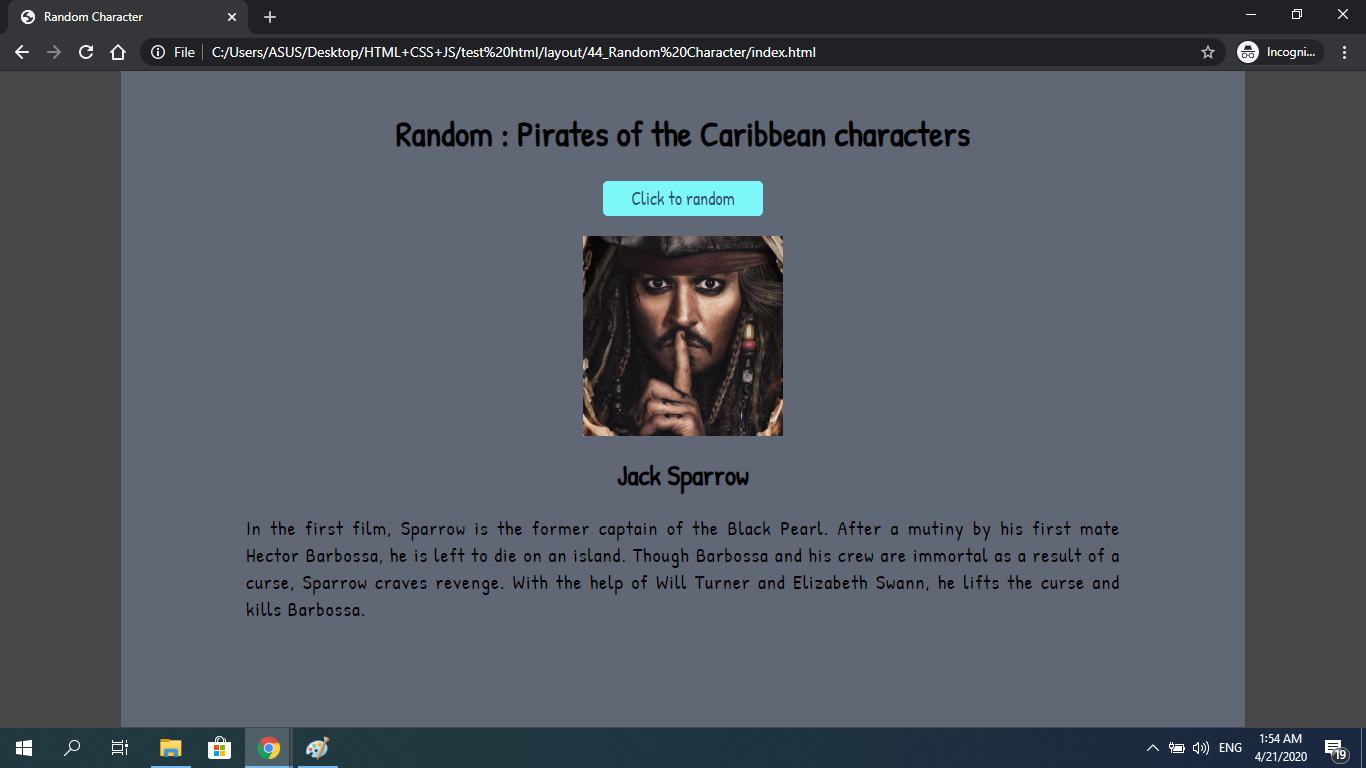 Random Character
File
C:/Users/ASUS/Desktop/HTML+CSS+JS/test%20html/layout/44_Random%20Character/index.html
Incogni...
Random : Pirates of the Caribbean characters
Click to random
Jack Sparrow
In the first film, Sparrow is the former captain of the Black Pearl. After a mutiny by his first mate
Hector Barbossa, he is left to die on an island. Though Barbossa and his crew are immortal as a result of a
curse, Sparrow craves revenge. With the help of Will Turner and Elizabeth Swann, he lifts the curse and
kills Barbossa.
ENG
1:54 AM
4/21/2020
19